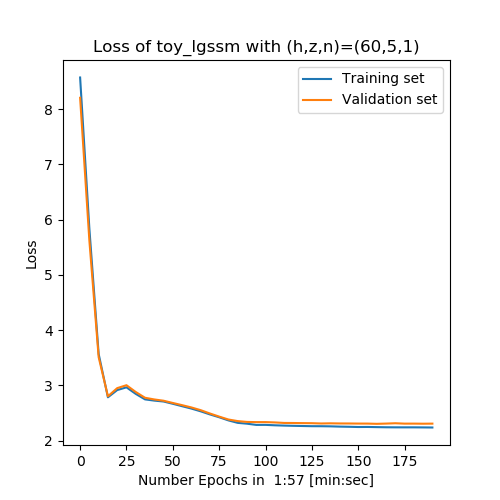 Loss of toy_lgssm with (h,z,n)=(60,5,1)
Training set
Validation set
Loss
8
7
6
5
4
3
2
0 25 50 75 100 125 150 175
Number Epochs in  1:57 [min:sec]